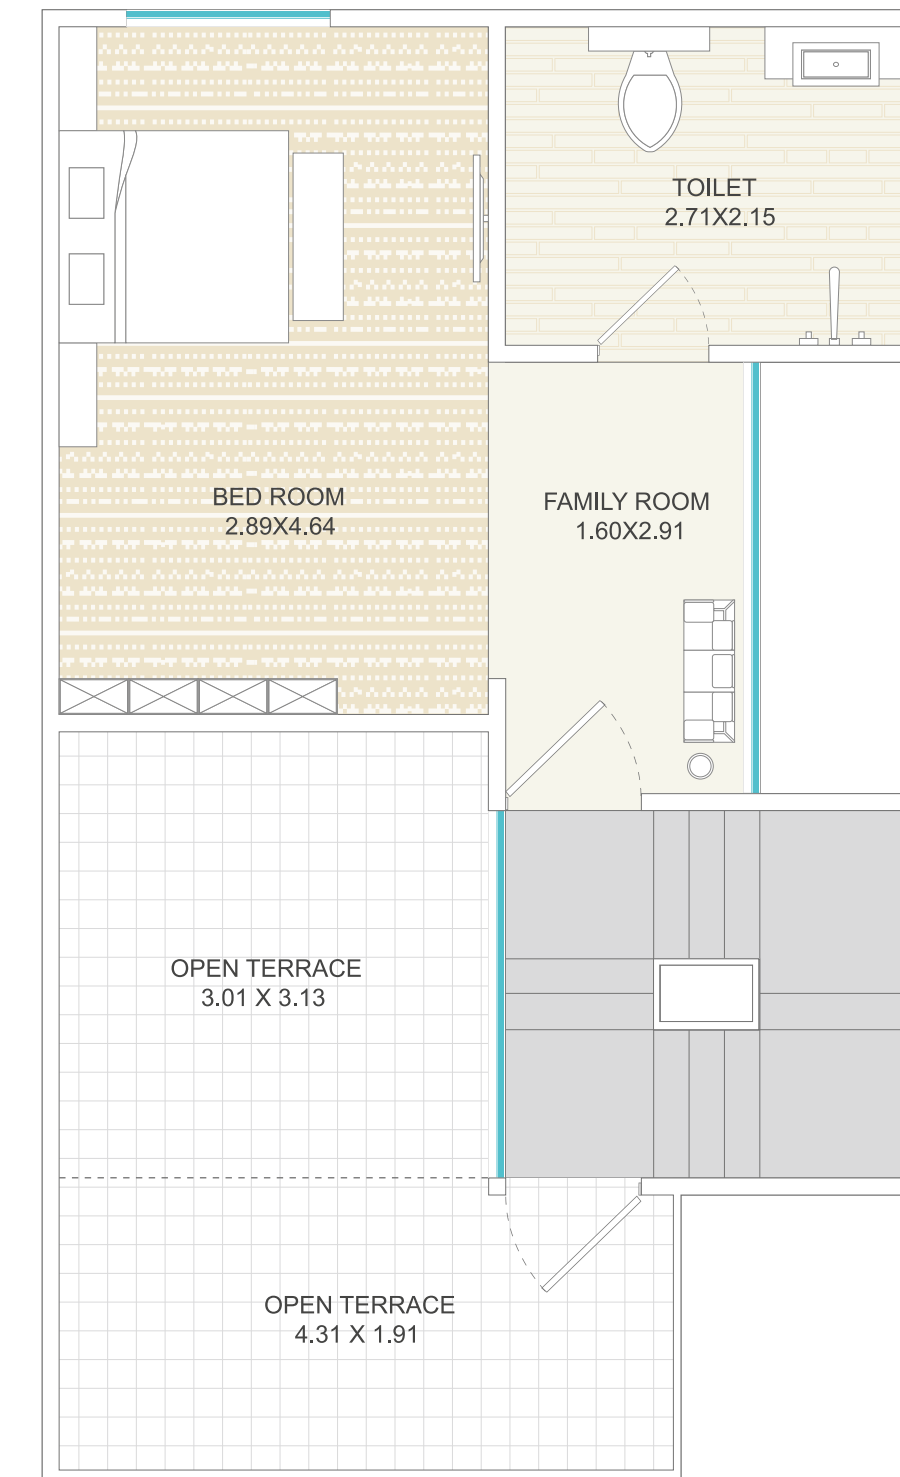 TOILET
2.71X2.15
BED ROOM
2.89X4.64
FAMILY ROOM
1.60X2.91
OPEN TERRACE
3.01 X 3.13
OPEN TERRACE
4.31 X 1.91